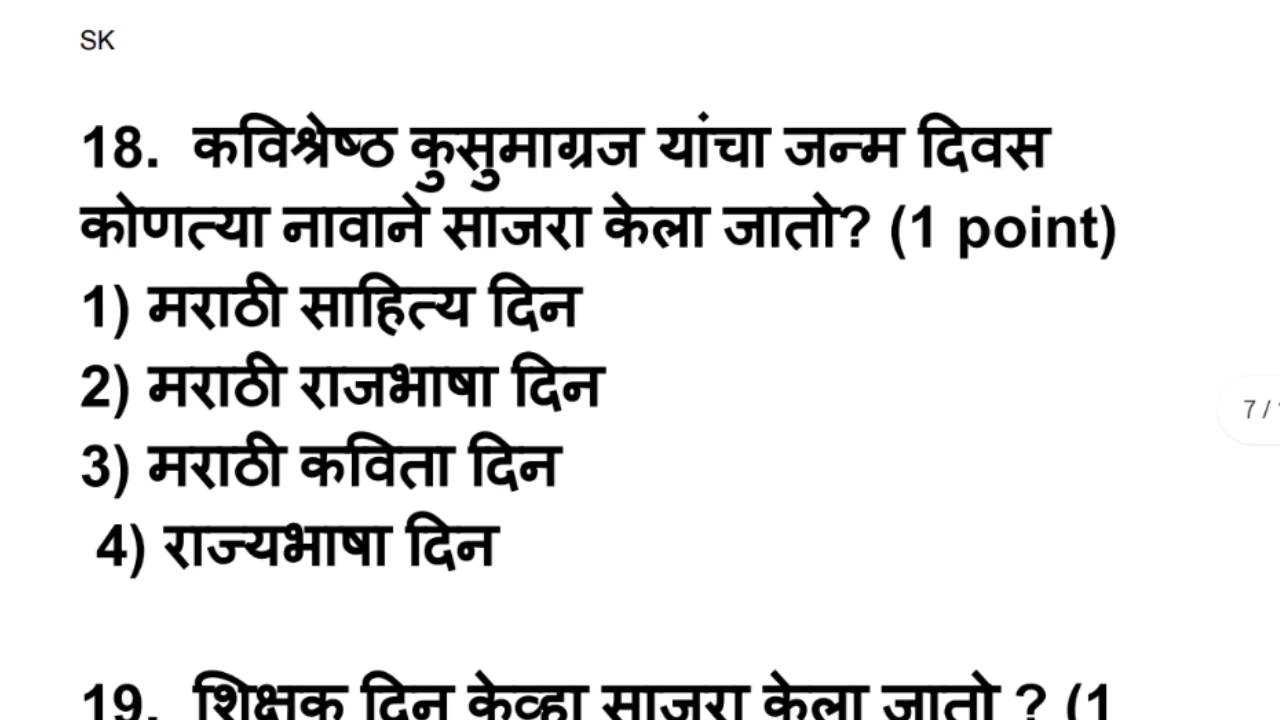 SK
18. कविश्रेष्ठ कुसुमाग्रज यांचा जन्म दिवस
कोणत्या नावाने साजरा केला जातो? (1 point)
1) मराठी साहित्य दिन
2) मराठी राजभाषा दिन
7 /
3) मराठी कविता दिन
4) राज्यभाषा दिन
19. शिक्षक दिन केव्हा साजरा केला जातो ? (1